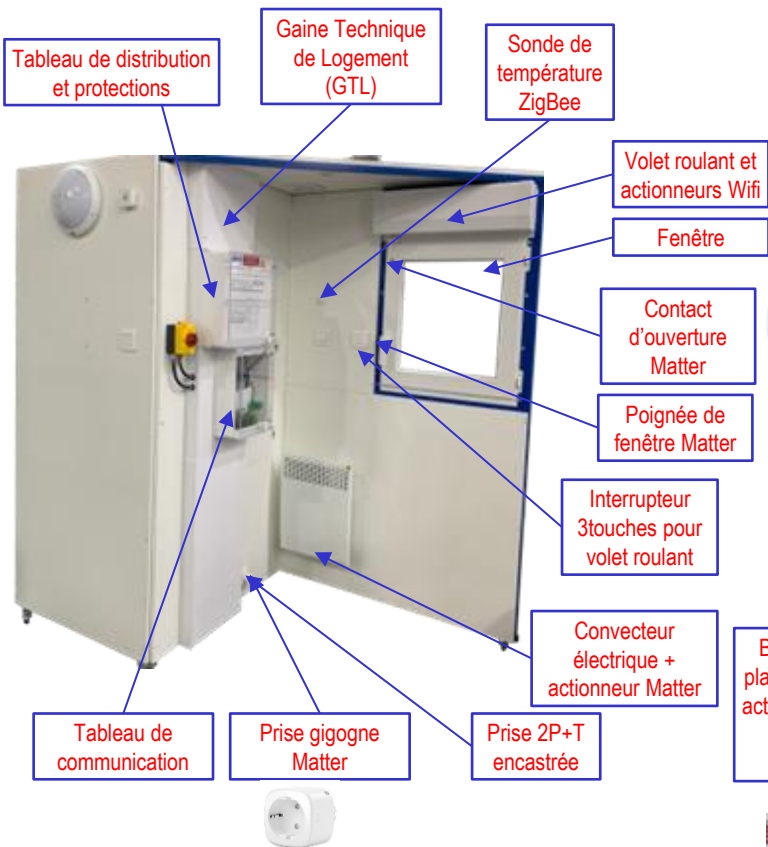 Gaine Technique
de Logement
(GTL)
Sonde de
température
ZigBee
Tableau de distribution
et protections
Volet roulant et
actionneurs Wifi
Fenêtre
Contact
d'ouverture
Matter
Poignée de
fenêtre Matter
Interrupteur
3touches pour
volet roulant
Convecteur
électrique +
actionneur Matter
Tableau de
communication
Prise gigogne
Matter
Prise 2P+T
encastrée